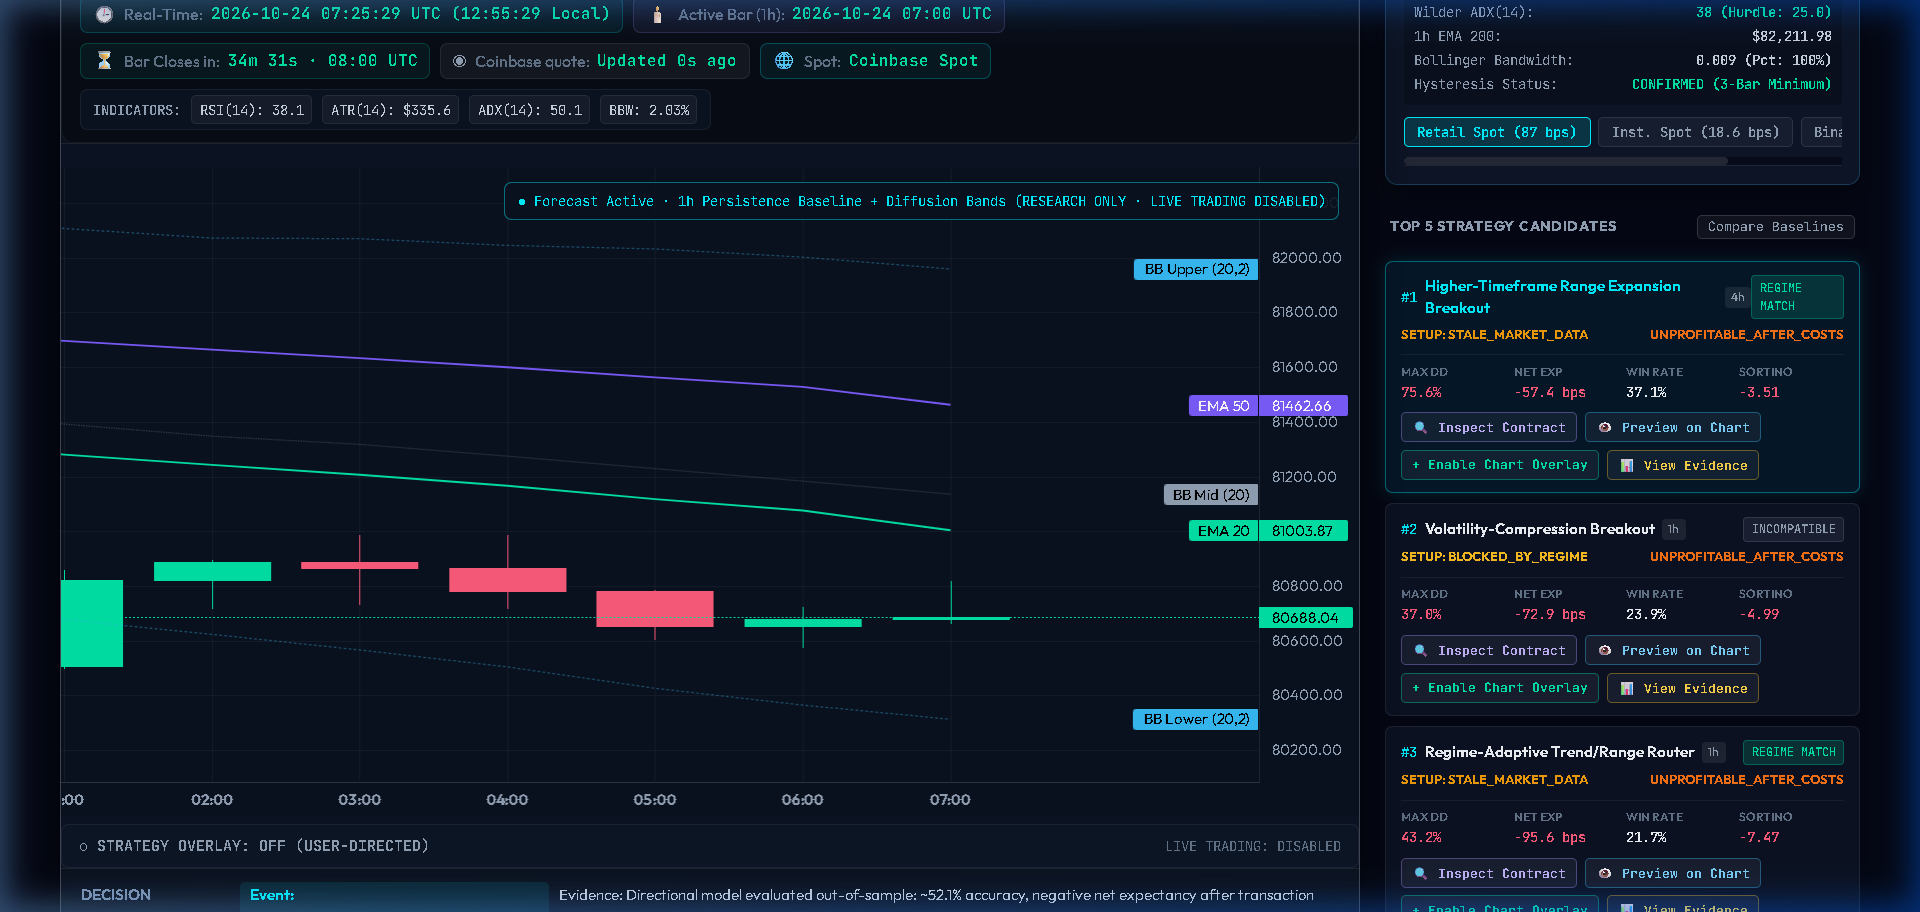 Real-Time: 2026-10-24 07:25:29 UTC (12:55:29 Local)
Active Bar (1h): 2026-10-24 07:00 UTC
Bar Closes in: 34m 31s · 08:00 UTC
Coinbase quote: Updated 0s ago
Spot: Coinbase Spot
INDICATORS: RSI(14): 38.1 ATR(14): $335.6 ADX(14): 50.1 BBW: 2.03%
Forecast Active · 1h Persistence Baseline + Diffusion Bands (RESEARCH ONLY · LIVE TRADING DISABLED)
82000.00
BB Upper (20,2)
81800.00
81600.00
EMA 50 81462.66
81400.00
81200.00
BB Mid (20)
EMA 20 81003.87
80800.00
80688.04
80600.00
80400.00
BB Lower (20,2)
80200.00
:00 02:00 03:00 04:00 05:00 06:00 07:00
STRATEGY OVERLAY: OFF (USER-DIRECTED)
LIVE TRADING: DISABLED
DECISION
Event:
Evidence: Directional model evaluated out-of-sample: ~52.1% accuracy, negative net expectancy after transaction
Wilder ADX(14): 38 (Hurdle: 25.0)
1h EMA 200: $82,211.98
Bollinger Bandwidth: 0.009 (Pct: 100%)
Hysteresis Status: CONFIRMED (3-Bar Minimum)
Retail Spot (87 bps) Inst. Spot (18.6 bps) Bina
TOP 5 STRATEGY CANDIDATES
Compare Baselines
#1 Higher-Timeframe Range Expansion
Breakout
4h
REGIME
MATCH
SETUP: STALE_MARKET_DATA UNPROFITABLE_AFTER_COSTS
MAX DD NET EXP WIN RATE SORTINO
75.6% -57.4 bps 37.1% -3.51
Inspect Contract Preview on Chart
+ Enable Chart Overlay View Evidence
#2 Volatility-Compression Breakout 1h INCOMPATIBLE
SETUP: BLOCKED_BY_REGIME UNPROFITABLE_AFTER_COSTS
MAX DD NET EXP WIN RATE SORTINO
37.0% -72.9 bps 23.9% -4.99
Inspect Contract Preview on Chart
+ Enable Chart Overlay View Evidence
#3 Regime-Adaptive Trend/Range Router 1h REGIME MATCH
SETUP: STALE_MARKET_DATA UNPROFITABLE_AFTER_COSTS
MAX DD NET EXP WIN RATE SORTINO
43.2% -95.6 bps 21.7% -7.47
Inspect Contract Preview on Chart
+ Enable Chart Overlay View Evidence